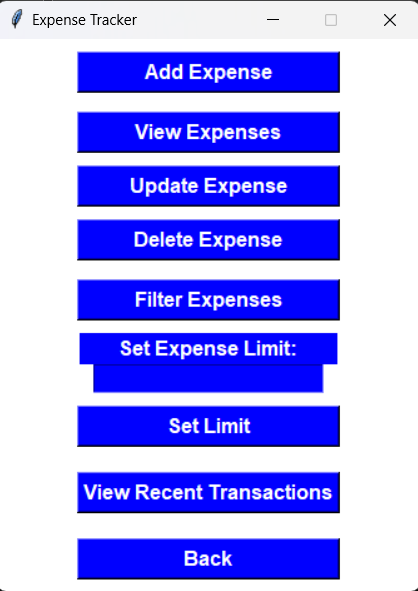 Expense Tracker
Add Expense
View Expenses
Update Expense
Delete Expense
Filter Expenses
Set Expense Limit:
Set Limit
View Recent Transactions
Back